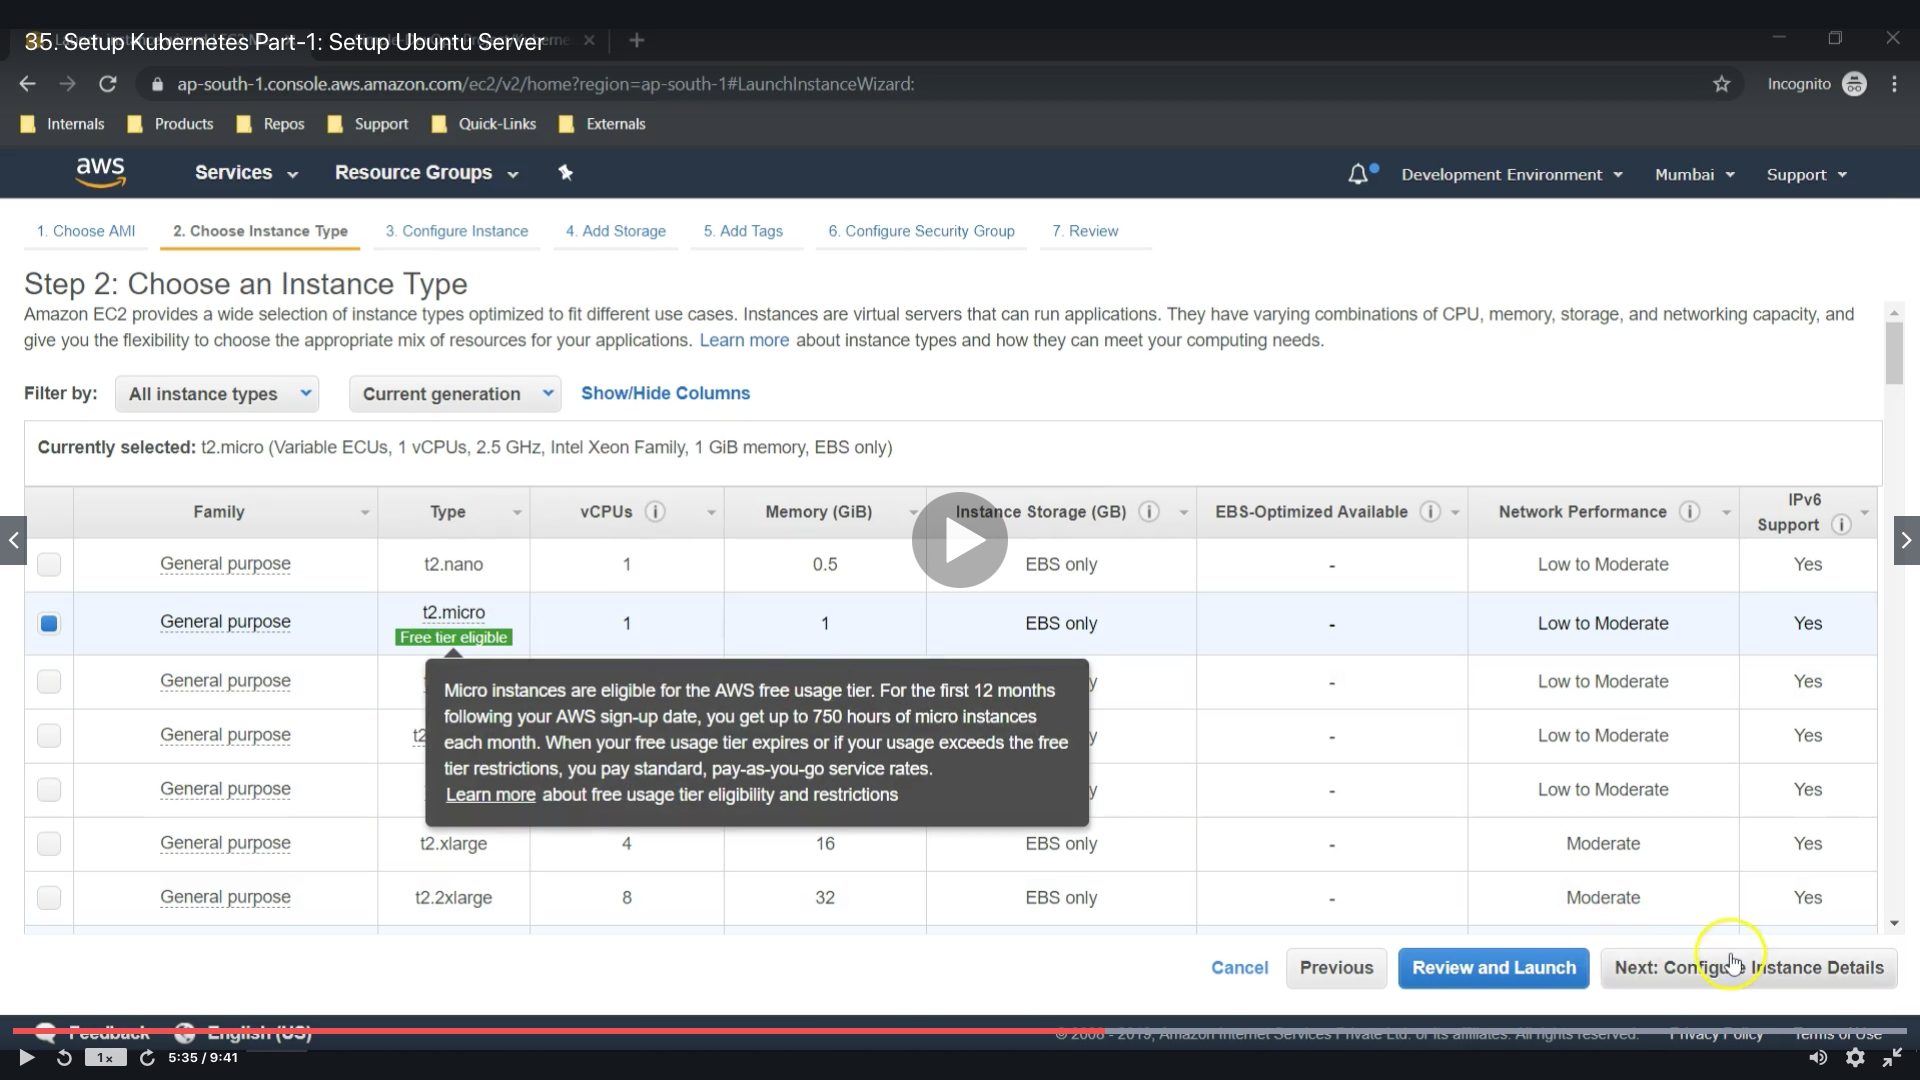 35. Setup Kubernetes Part-1: Setup Ubuntu Server
ap-south-1.console.aws.amazon.com/ec2/v2/home?region=ap-south-1#LaunchInstanceWizard:
Incognito
Internals
Products
Repos
Support
Quick-Links
Externals
aws
Services
Resource Groups
Development Environment
Mumbai
Support
1. Choose AMI
2. Choose Instance Type
3. Configure Instance
4. Add Storage
5. Add Tags
6. Configure Security Group
7. Review
Step 2: Choose an Instance Type
Amazon EC2 provides a wide selection of instance types optimized to fit different use cases. Instances are virtual servers that can run applications. They have varying combinations of CPU, memory, storage, and networking capacity, and
give you the flexibility to choose the appropriate mix of resources for your applications. Learn more about instance types and how they can meet your computing needs.
Filter by:
All instance types
Current generation
Show/Hide Columns
Currently selected: t2.micro (Variable ECUs, 1 vCPUs, 2.5 GHz, Intel Xeon Family, 1 GiB memory, EBS only)
Family
Type
vCPUs
Memory (GiB)
Instance Storage (GB)
EBS-Optimized Available
Network Performance
IPv6
Support
General purpose t2.nano 1 0.5 EBS only - Low to Moderate Yes
General purpose t2.micro 1 1 EBS only - Low to Moderate Yes
Free tier eligible
General purpose - Low to Moderate Yes
General purpose - Low to Moderate Yes
General purpose - Low to Moderate Yes
Micro instances are eligible for the AWS free usage tier. For the first 12 months
following your AWS sign-up date, you get up to 750 hours of micro instances
each month. When your free usage tier expires or if your usage exceeds the free
tier restrictions, you pay standard, pay-as-you-go service rates.
Learn more about free usage tier eligibility and restrictions
General purpose t2.xlarge 4 16 EBS only - Moderate Yes
General purpose t2.2xlarge 8 32 EBS only - Moderate Yes
Cancel
Previous
Review and Launch
Next: Configure Instance Details
Feedback
English (US)
© 2008 - 2019, Amazon Internet Services Private Ltd. or its affiliates. All rights reserved.
Privacy Policy
Terms of Use
1x
5:35 / 9:41